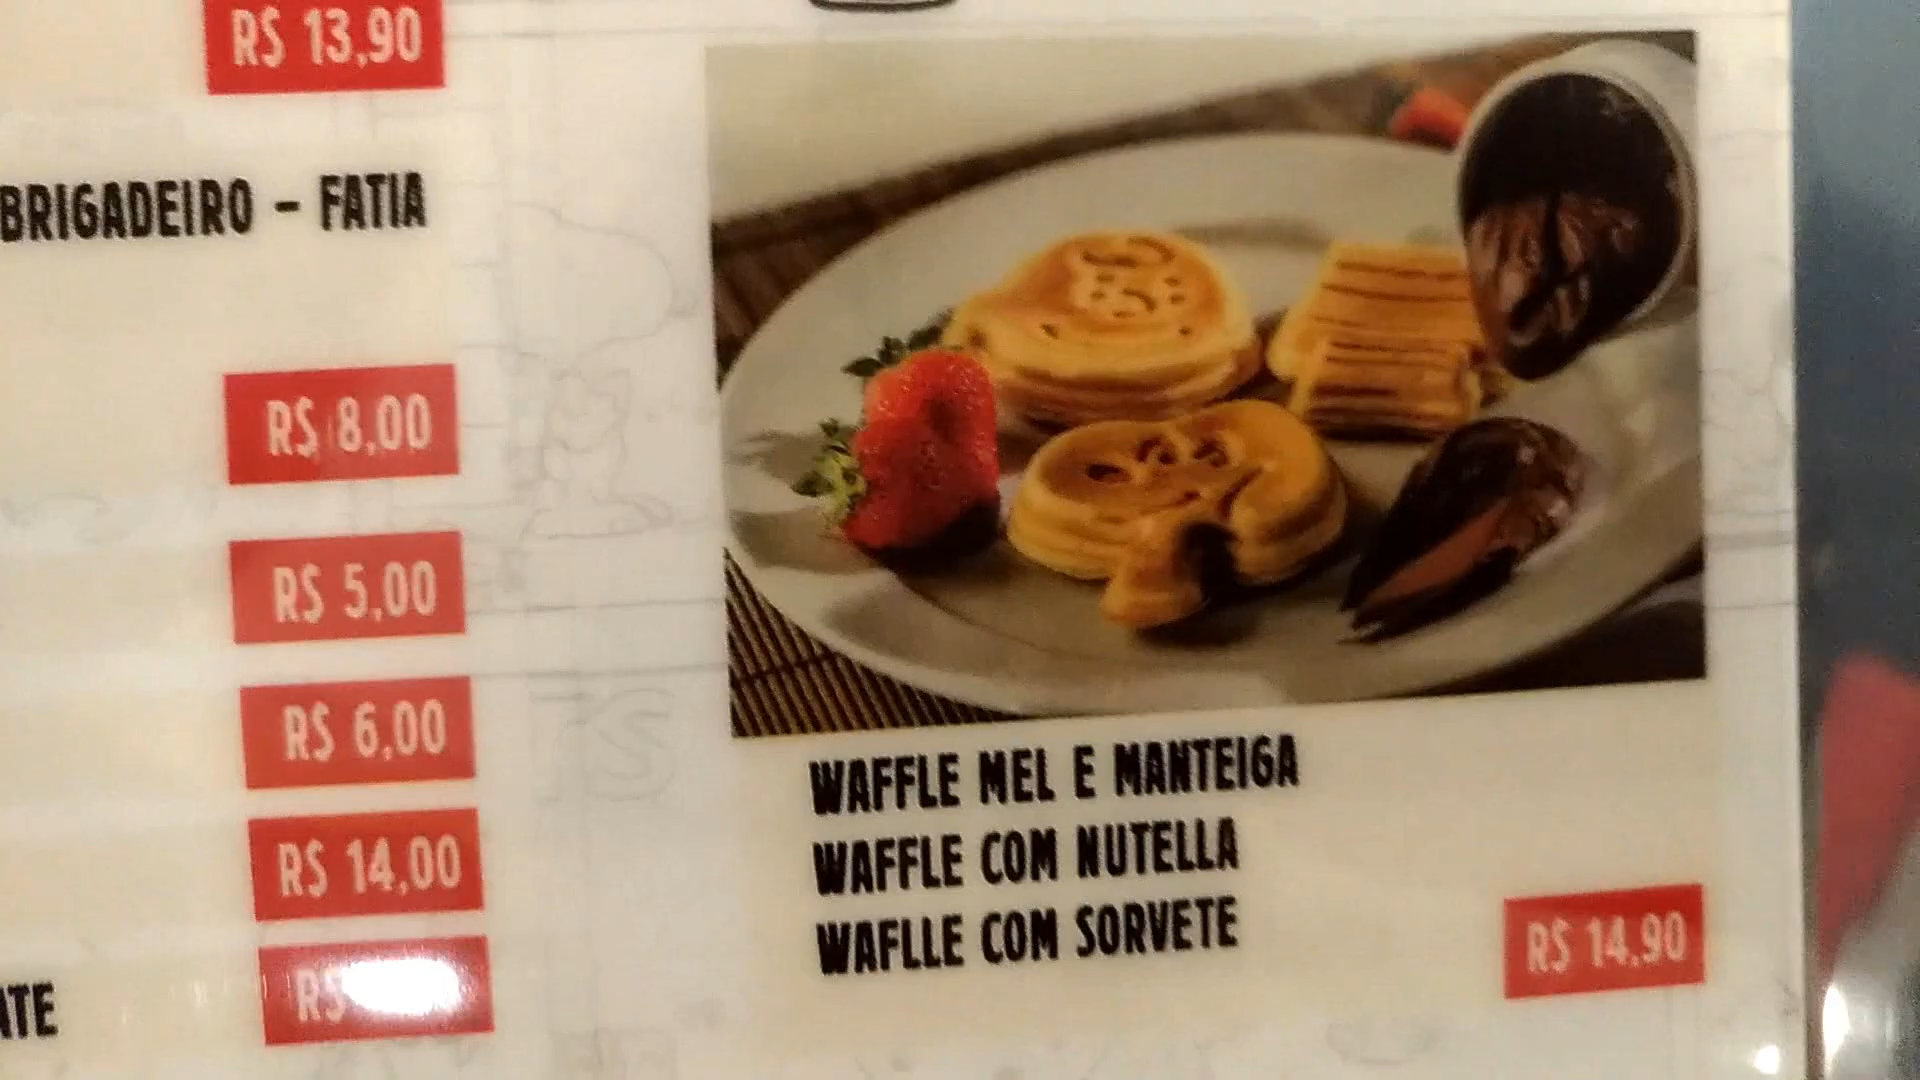 R$ 13,90
BRIGADEIRO - FATIA
R$ 8,00
R$ 5,00
R$ 6,00
R$ 14,00
R$
WAFFLE MEL E MANTEIGA
WAFFLE COM NUTELLA
WAFLLE COM SORVETE
R$ 14,90